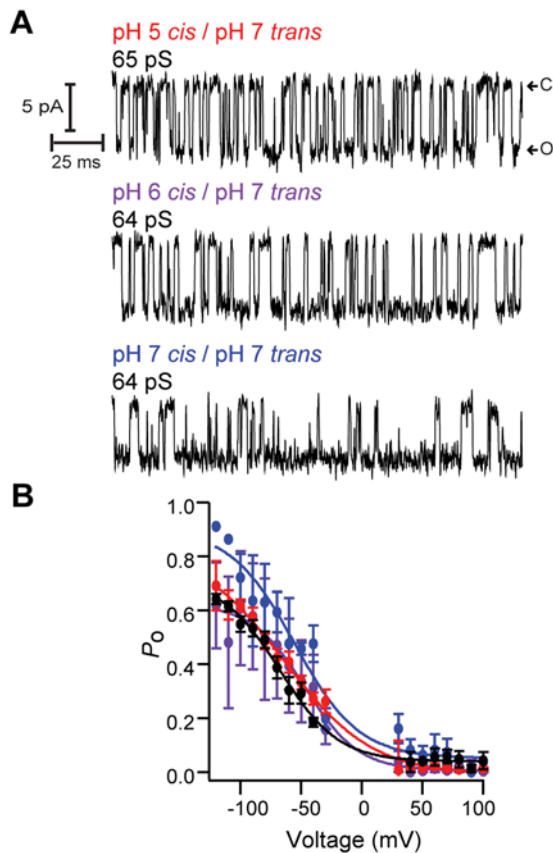 A
pH 5 cis / pH 7 trans
65 pS
5 pA
25 ms
←C
←O
pH 6 cis / pH 7 trans
64 pS
pH 7 cis / pH 7 trans
64 pS
B
1.0
0.8
0.6
0.4
0.2
0.0
Po
-100 -50 0 50 100
Voltage (mV)